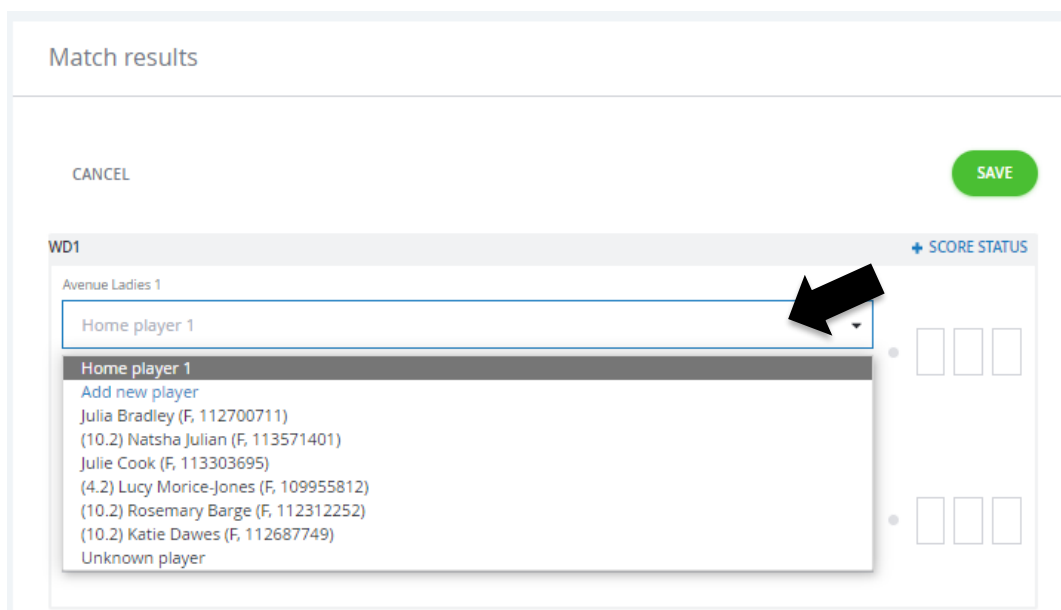 Match results
CANCEL
SAVE
WD1
+ SCORE STATUS
Avenue Ladies 1
Home player 1
Home player 1
Add new player
Julia Bradley (F, 112700711)
(10.2) Natsha Julian (F, 113571401)
Julie Cook (F, 113303695)
(4.2) Lucy Morice-Jones (F, 109955812)
(10.2) Rosemary Barge (F, 112312252)
(10.2) Katie Dawes (F, 112687749)
Unknown player